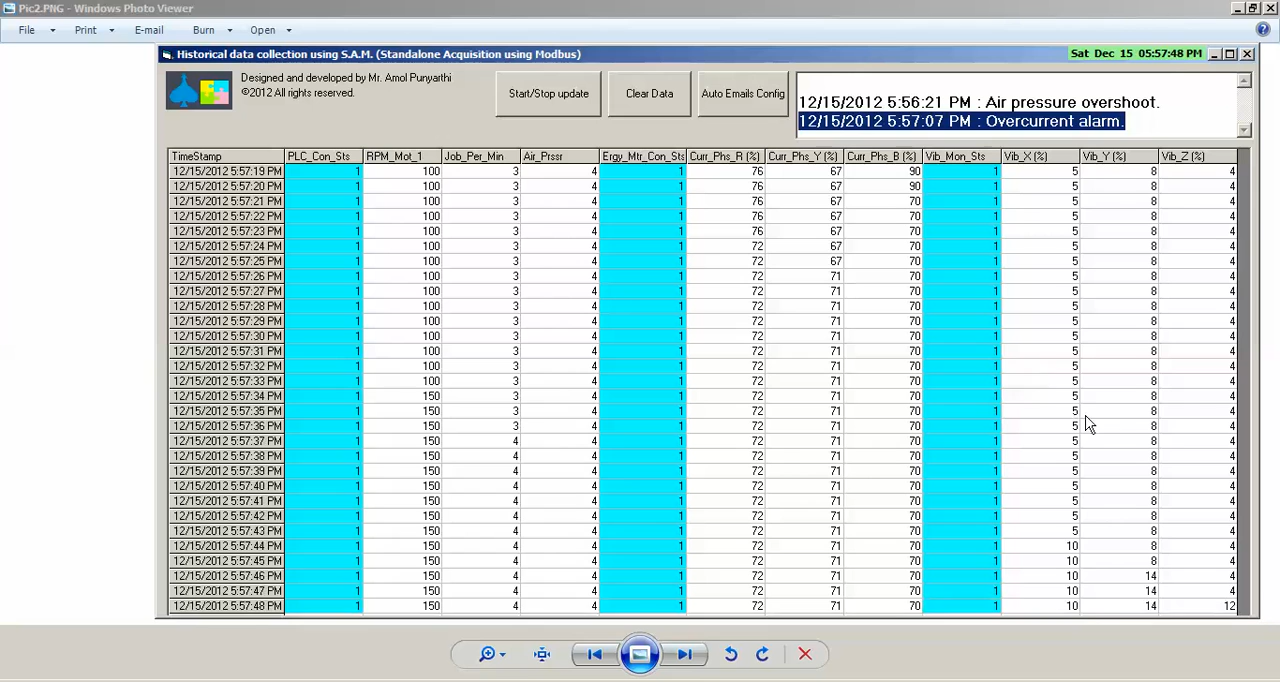 Pic2.PNG - Windows Photo Viewer
File Print E-mail Burn Open
Historical data collection using S.A.M. (Standalone Acquisition using Modbus) Sat Dec 15 05:57:48 PM
Designed and developed by Mr. Amol Punyarthi
©2012 All rights reserved.
Start/Stop update Clear Data Auto Emails Config
12/15/2012 5:56:21 PM : Air pressure overshoot.
12/15/2012 5:57:07 PM : Overcurrent alarm.
TimeStamp PLC_Con_Sts RPM_Mot_1 Job_Per_Min Air_Prssr Ergy_Mtr_Con_Sts Curr_Phs_R (%) Curr_Phs_Y (%) Curr_Phs_B (%) Vib_Mon_Sts Vib_X (%) Vib_Y (%) Vib_Z (%)
12/15/2012 5:57:19 PM 1 100 3 4 1 76 67 90 1 5 8 4
12/15/2012 5:57:20 PM 1 100 3 4 1 76 67 90 1 5 8 4
12/15/2012 5:57:21 PM 1 100 3 4 1 76 67 70 1 5 8 4
12/15/2012 5:57:22 PM 1 100 3 4 1 76 67 70 1 5 8 4
12/15/2012 5:57:23 PM 1 100 3 4 1 76 67 70 1 5 8 4
12/15/2012 5:57:24 PM 1 100 3 4 1 72 67 70 1 5 8 4
12/15/2012 5:57:25 PM 1 100 3 4 1 72 67 70 1 5 8 4
12/15/2012 5:57:26 PM 1 100 3 4 1 72 71 70 1 5 8 4
12/15/2012 5:57:27 PM 1 100 3 4 1 72 71 70 1 5 8 4
12/15/2012 5:57:28 PM 1 100 3 4 1 72 71 70 1 5 8 4
12/15/2012 5:57:29 PM 1 100 3 4 1 72 71 70 1 5 8 4
12/15/2012 5:57:30 PM 1 100 3 4 1 72 71 70 1 5 8 4
12/15/2012 5:57:31 PM 1 100 3 4 1 72 71 70 1 5 8 4
12/15/2012 5:57:32 PM 1 100 3 4 1 72 71 70 1 5 8 4
12/15/2012 5:57:33 PM 1 100 3 4 1 72 71 70 1 5 8 4
12/15/2012 5:57:34 PM 1 150 3 4 1 72 71 70 1 5 8 4
12/15/2012 5:57:35 PM 1 150 3 4 1 72 71 70 1 5 8 4
12/15/2012 5:57:36 PM 1 150 3 4 1 72 71 70 1 5 8 4
12/15/2012 5:57:37 PM 1 150 4 4 1 72 71 70 1 5 8 4
12/15/2012 5:57:38 PM 1 150 4 4 1 72 71 70 1 5 8 4
12/15/2012 5:57:39 PM 1 150 4 4 1 72 71 70 1 5 8 4
12/15/2012 5:57:40 PM 1 150 4 4 1 72 71 70 1 5 8 4
12/15/2012 5:57:41 PM 1 150 4 4 1 72 71 70 1 5 8 4
12/15/2012 5:57:42 PM 1 150 4 4 1 72 71 70 1 5 8 4
12/15/2012 5:57:43 PM 1 150 4 4 1 72 71 70 1 5 8 4
12/15/2012 5:57:44 PM 1 150 4 4 1 72 71 70 1 10 8 4
12/15/2012 5:57:45 PM 1 150 4 4 1 72 71 70 1 10 8 4
12/15/2012 5:57:46 PM 1 150 4 4 1 72 71 70 1 10 14 4
12/15/2012 5:57:47 PM 1 150 4 4 1 72 71 70 1 10 14 4
12/15/2012 5:57:48 PM 1 150 4 4 1 72 71 70 1 10 14 12